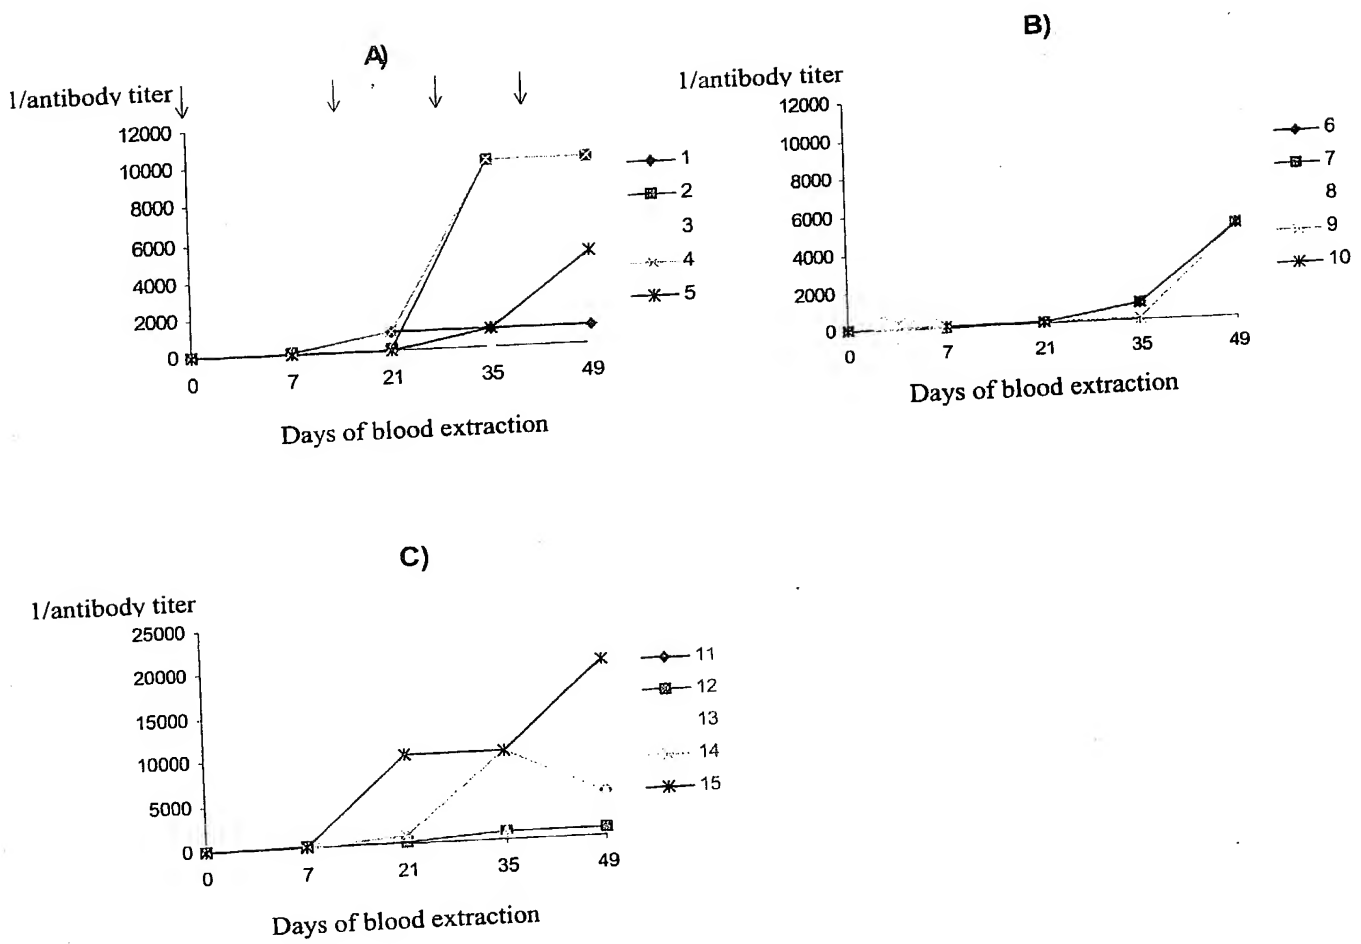 A)
1/antibody titer
12000
10000
8000
6000
4000
2000
0
0 7 21 35 49
Days of blood extraction
1
2
3
4
5
B)
1/antibody titer
12000
10000
8000
6000
4000
2000
0
0 7 21 35 49
Days of blood extraction
6
7
8
9
10
C)
1/antibody titer
25000
20000
15000
10000
5000
0
0 7 21 35 49
Days of blood extraction
11
12
13
14
15